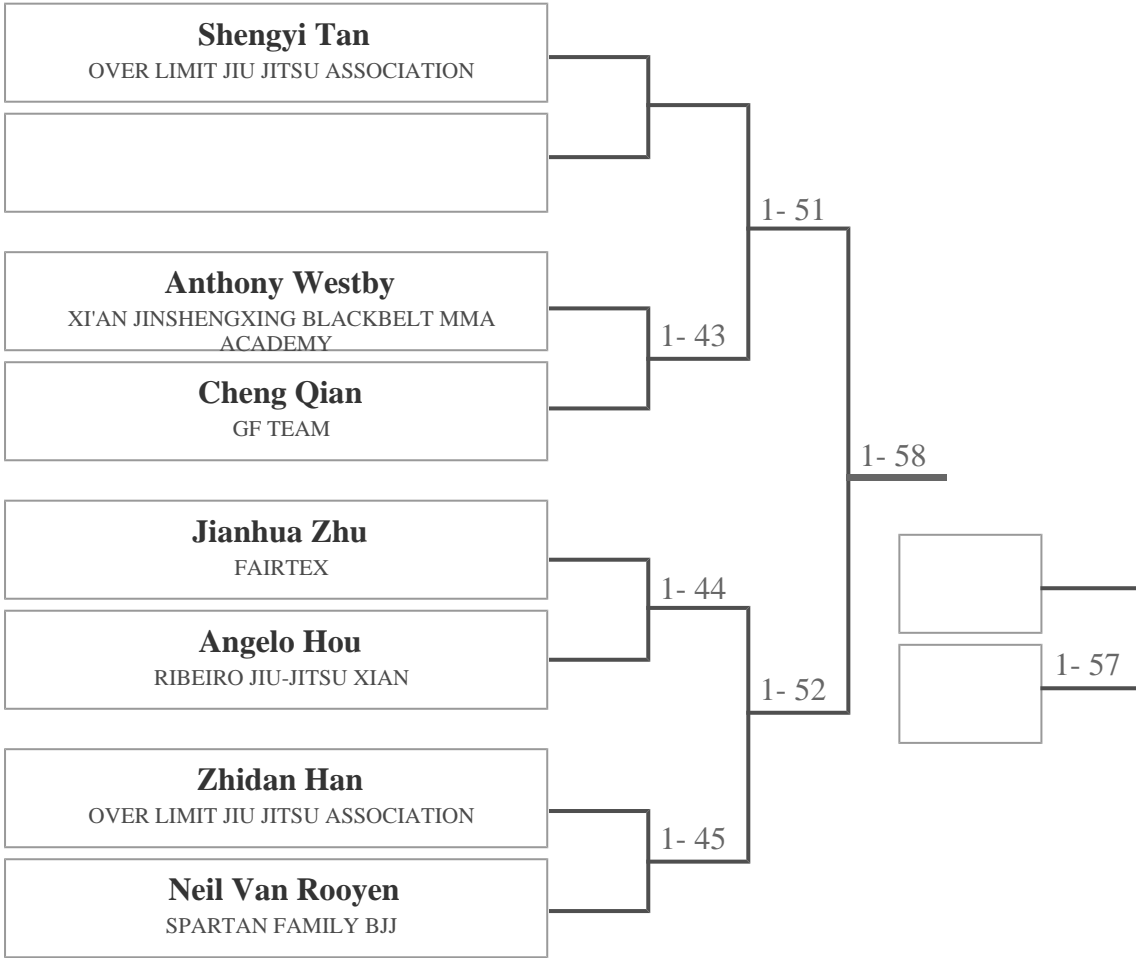 Shengyi Tan
OVER LIMIT JIU JITSU ASSOCIATION
1- 51
Anthony Westby
XI'AN JINSHENGXING BLACKBELT MMA
ACADEMY
1- 43
Cheng Qian
GF TEAM
1- 58
Jianhua Zhu
FAIRTEX
1- 44
Angelo Hou
RIBEIRO JIU-JITSU XIAN
1- 57
1- 52
Zhidan Han
OVER LIMIT JIU JITSU ASSOCIATION
1- 45
Neil Van Rooyen
SPARTAN FAMILY BJJ